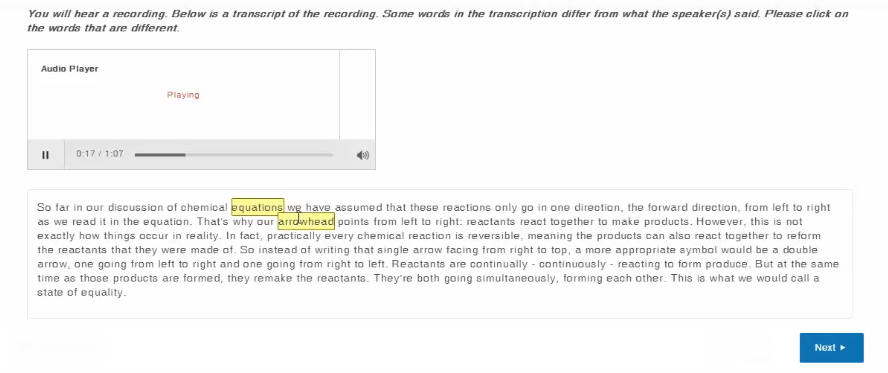 You will hear a recording. Below is a transcript of the recording. Some words in the transcription differ from what the speaker(s) said. Please click on
the words that are different.
Audio Player
Playing
0:17 / 1:07
So far in our discussion of chemical equations we have assumed that these reactions only go in one direction, the forward direction, from left to right
as we read it in the equation. That's why our arrowhead points from left to right: reactants react together to make products. However, this is not
exactly how things occur in reality. In fact, practically every chemical reaction is reversible, meaning the products can also react together to reform
the reactants that they were made of. So instead of writing that single arrow facing from right to top, a more appropriate symbol would be a double
arrow, one going from left to right and one going from right to left. Reactants are continually - continuously - reacting to form produce. But at the same
time as those products are formed, they remake the reactants. They're both going simultaneously, forming each other. This is what we would call a
state of equality.
Next